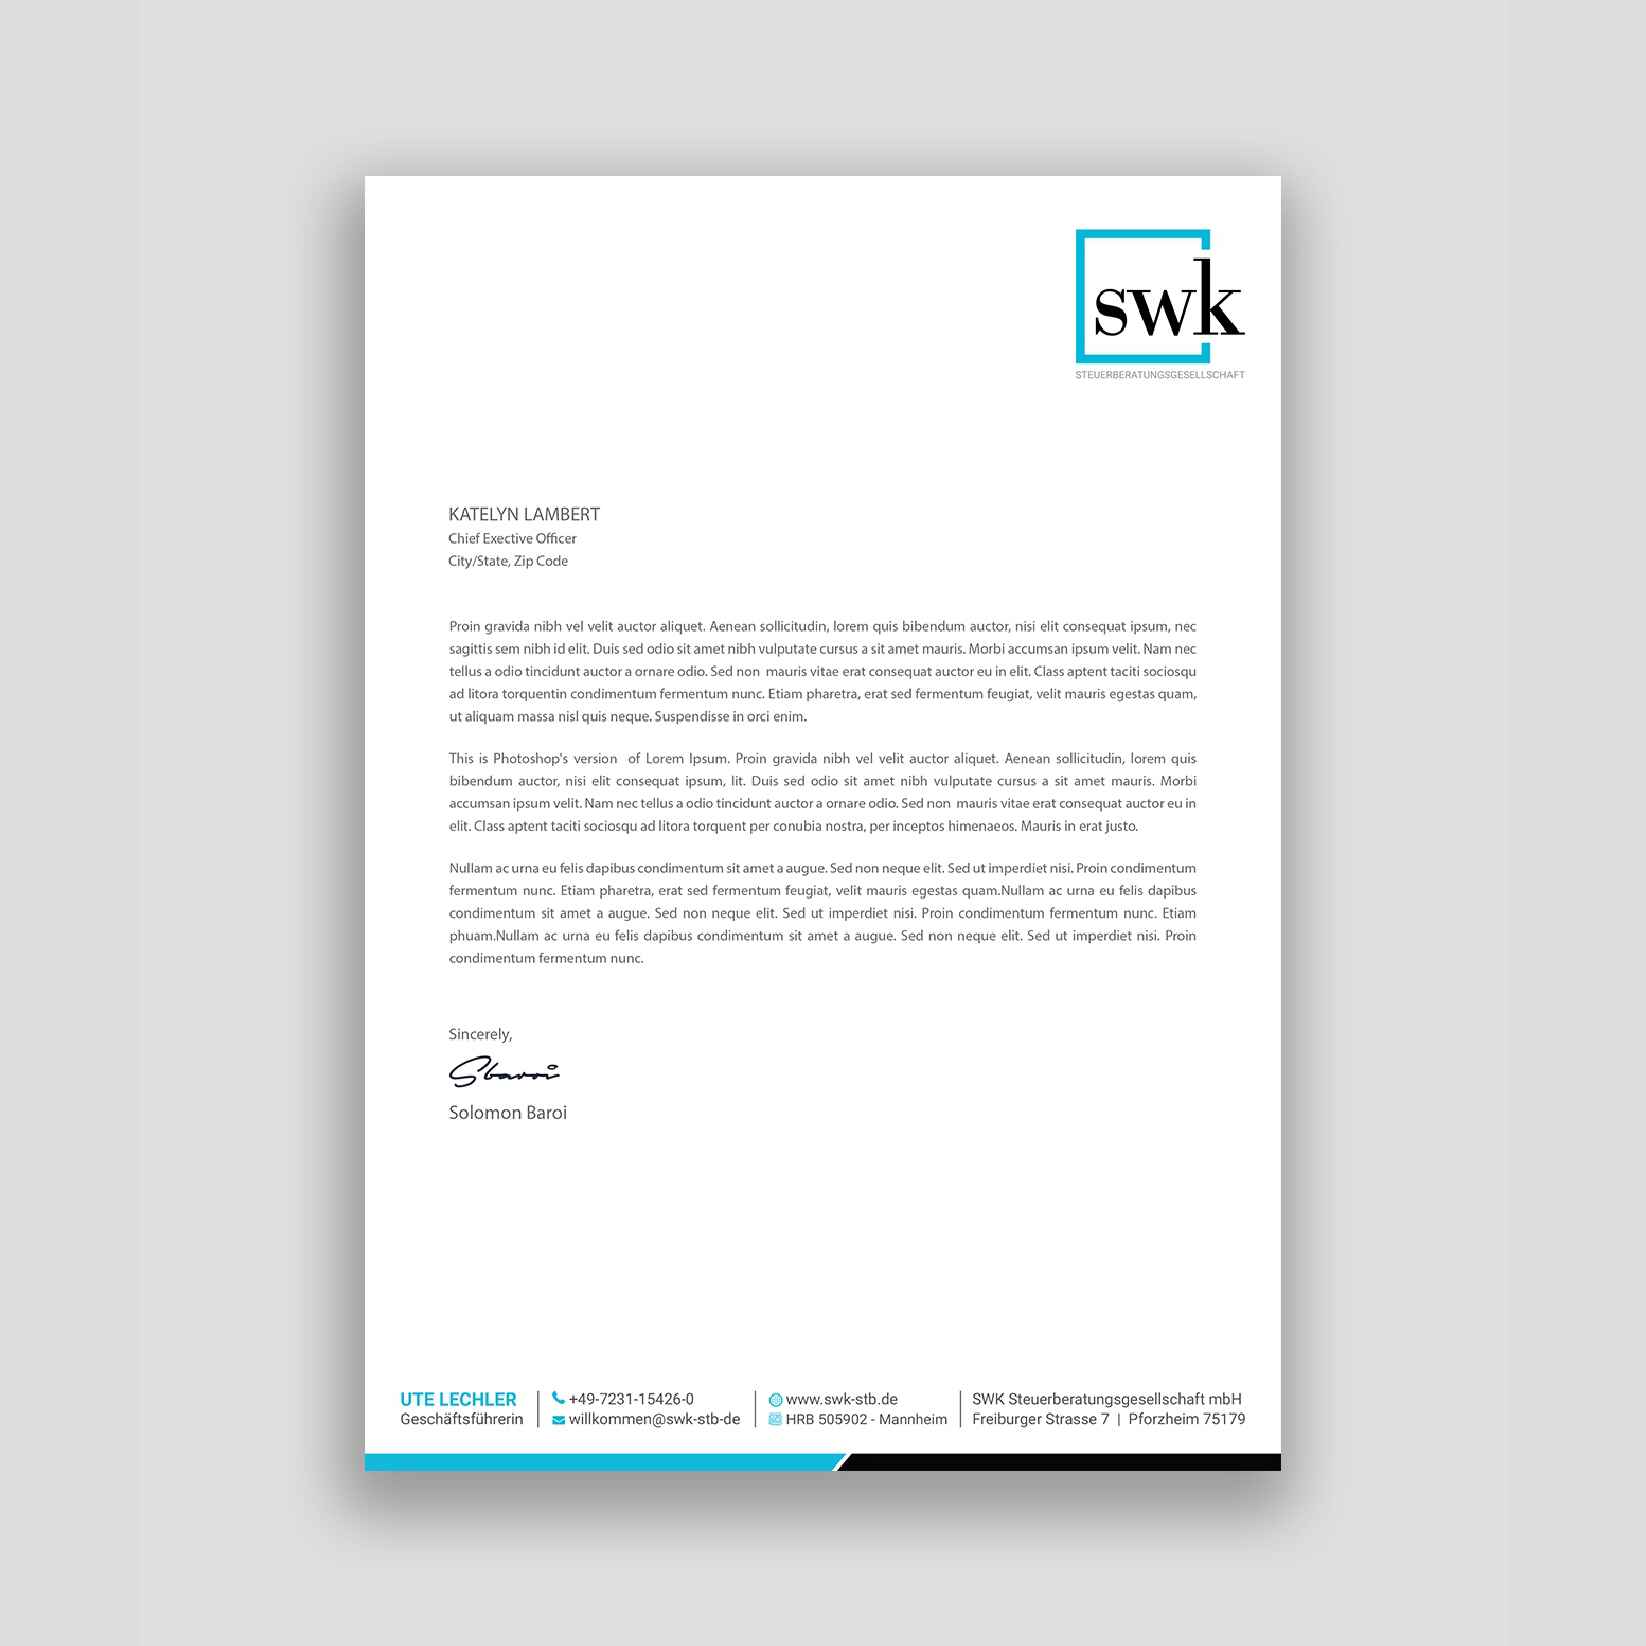 swk
STEUERBERATUNGSGESELLSCHAFT
KATELYN LAMBERT
Chief Exective Officer
City/State, Zip Code
Proin gravida nibh vel velit auctor aliquet. Aenean sollicitudin, lorem quis bibendum auctor, nisi elit consequat ipsum, nec
sagittis sem nibh id elit. Duis sed odio sit amet nibh vulputate cursus a sit amet mauris. Morbi accumsan ipsum velit. Nam nec
tellus a odio tincidunt auctor a ornare odio. Sed non mauris vitae erat consequat auctor eu in elit. Class aptent taciti sociosqu
ad litora torquentin condimentum fermentum nunc. Etiam pharetra, erat sed fermentum feugiat, velit mauris egestas quam,
ut aliquam massa nisl quis neque. Suspendisse in orci enim.
This is Photoshop's version of Lorem Ipsum. Proin gravida nibh vel velit auctor aliquet. Aenean sollicitudin, lorem quis
bibendum auctor, nisi elit consequat ipsum, lit. Duis sed odio sit amet nibh vulputate cursus a sit amet mauris. Morbi
accumsan ipsum velit. Nam nec tellus a odio tincidunt auctor a ornare odio. Sed non mauris vitae erat consequat auctor eu in
elit. Class aptent taciti sociosqu ad litora torquent per conubia nostra, per inceptos himenaeos. Mauris in erat justo.
Nullam ac urna eu felis dapibus condimentum sit amet a augue. Sed non neque elit. Sed ut imperdiet nisi. Proin condimentum
fermentum nunc. Etiam pharetra, erat sed fermentum feugiat, velit mauris egestas quam.Nullam ac urna eu felis dapibus
condimentum sit amet a augue. Sed non neque elit. Sed ut imperdiet nisi. Proin condimentum fermentum nunc. Etiam
phuam.Nullam ac urna eu felis dapibus condimentum sit amet a augue. Sed non neque elit. Sed ut imperdiet nisi. Proin
condimentum fermentum nunc.
Sincerely,
Sbaroi
Solomon Baroi
UTE LECHLER +49-7231-15426-0 www.swk-stb.de SWK Steuerberatungsgesellschaft mbH
Geschäftsführerin willkommen@swk-stb-de HRB 505902 - Mannheim Freiburger Strasse 7 | Pforzheim 75179